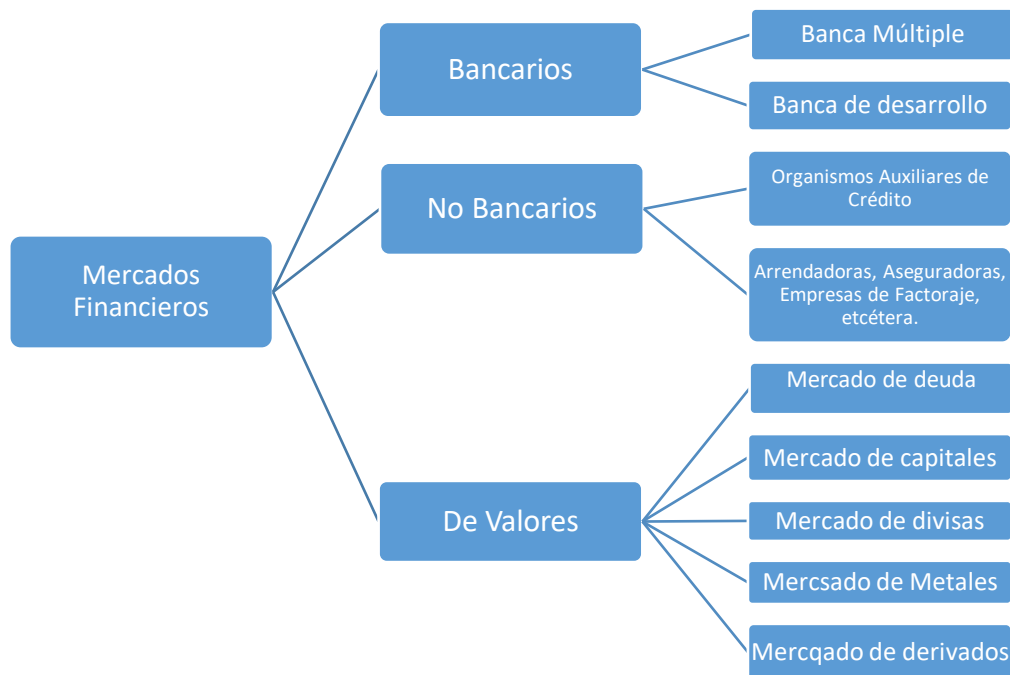 Mercados
Financieros
Bancarios
Banca Múltiple
Banca de desarrollo
No Bancarios
Organismos Auxiliares de
Crédito
Arrendadoras, Aseguradoras,
Empresas de Factoraje,
etcétera.
De Valores
Mercado de deuda
Mercado de capitales
Mercado de divisas
Mercsado de Metales
Mercqado de derivados